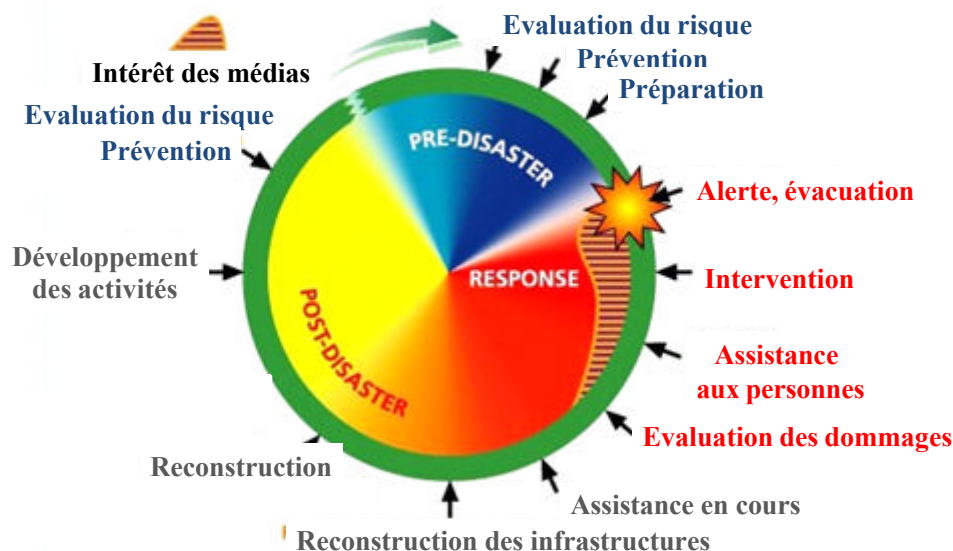 Intérêt des médias
Evaluation du risque
Prévention
Préparation
Evaluation du risque
Prévention
PRE-DISASTER
Alerte, évacuation
RESPONSE
Intervention
Développement
des activités
POST-DISASTER
Assistance
aux personnes
Evaluation des dommages
Reconstruction
Assistance en cours
Reconstruction des infrastructures